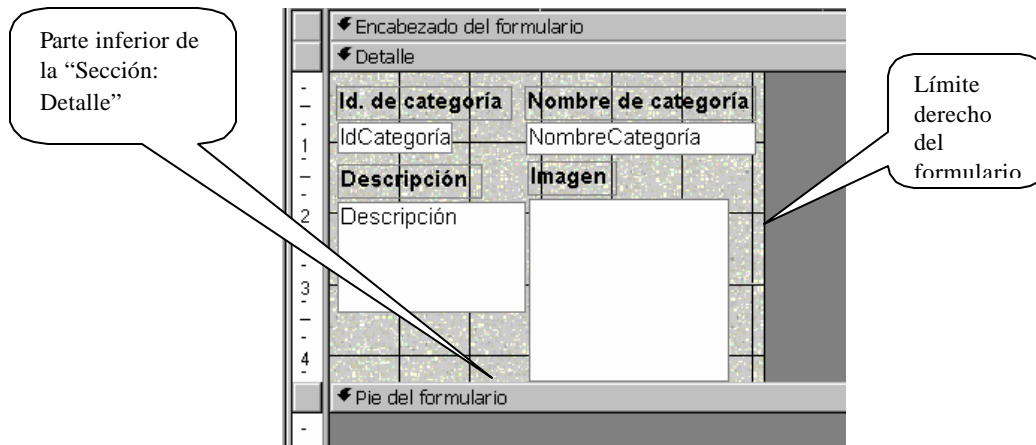 Parte inferior de
la “Sección:
Detalle”
Encabezado del formulario
Detalle
Id. de categoría Nombre de categoría
IdCategoría NombreCategoría
Descripción Imagen
Descripción
1
2
3
4
Pie del formulario
Límite
derecho
del
formulario